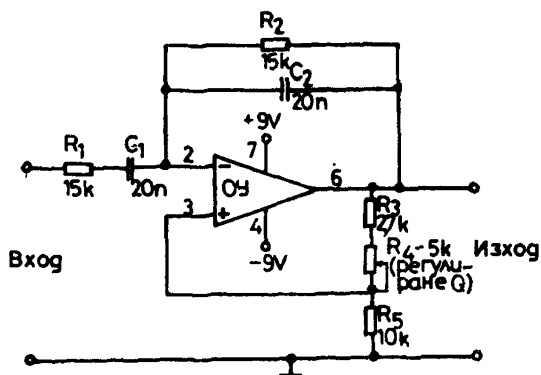 R2
15k
C2
20n
+9V
R1
15k
C1
20n
2
7
-
ОУ
6
3
+
4
-9V
R3
27k
R4-5k
(регули-
ране Q)
R5
10k
Вход
Изход